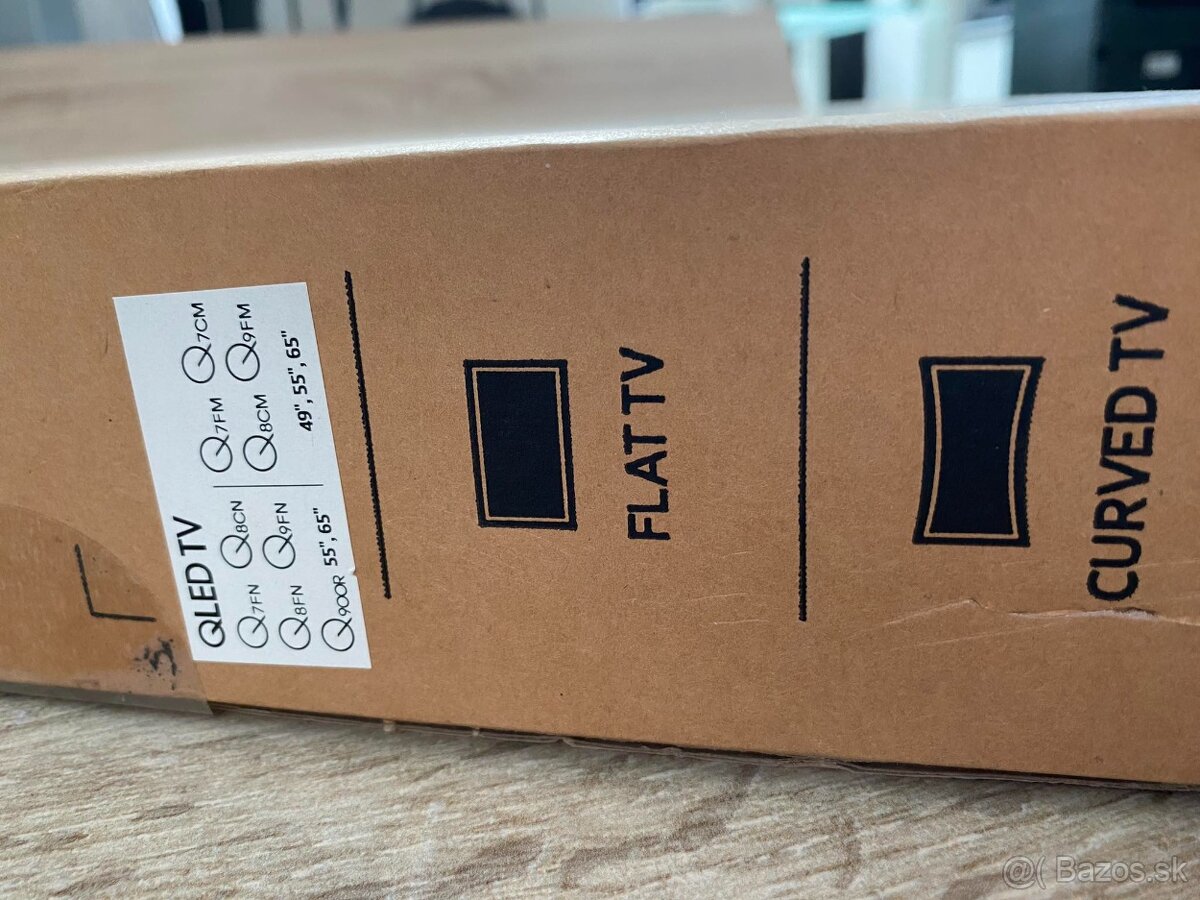 QLED TV
Q7FN Q8CN
Q8FN Q9FN
Q900R 55", 65"
Q7FM Q7CM
Q8CM Q9FM
49", 55", 65"
FLAT TV
CURVED TV
@( Bazos.sk